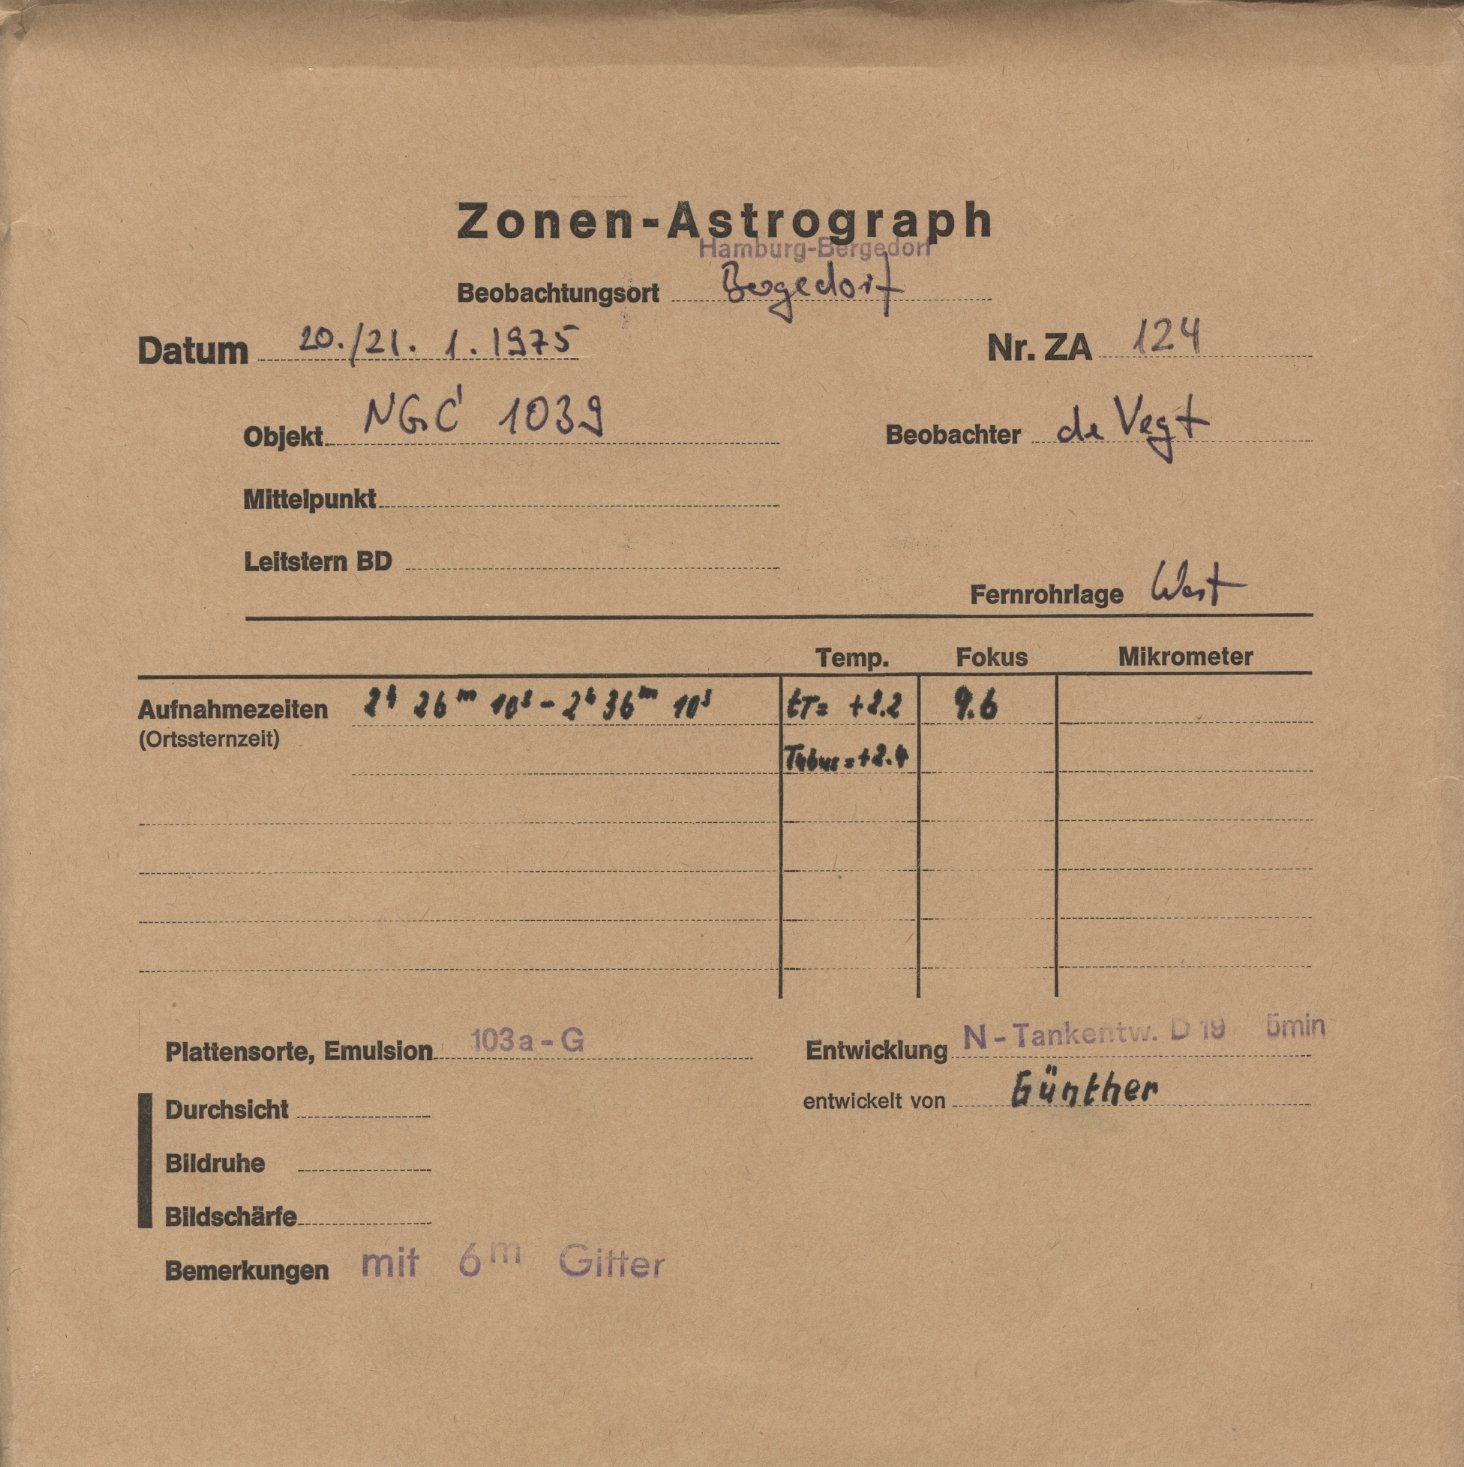 Zonen-Astrograph
Hamburg-Bergedorf
Beobachtungsort Bergedorf
Datum 20./21. 1. 1975 Nr. ZA 124
Objekt NGC 1039 Beobachter de Vegt
Mittelpunkt
Leitstern BD
Fernrohrlage West
Temp. Fokus Mikrometer
Aufnahmezeiten 2h 26m 10s - 2h 36m 10s tT= +2.2 9.6
(Ortssternzeit)
Tubus=+2.4
Plattensorte, Emulsion 103a-G Entwicklung N-Tankentw. D 19 5min
entwickelt von Günther
Durchsicht
Bildruhe
Bildschärfe
Bemerkungen mit 6m Gitter